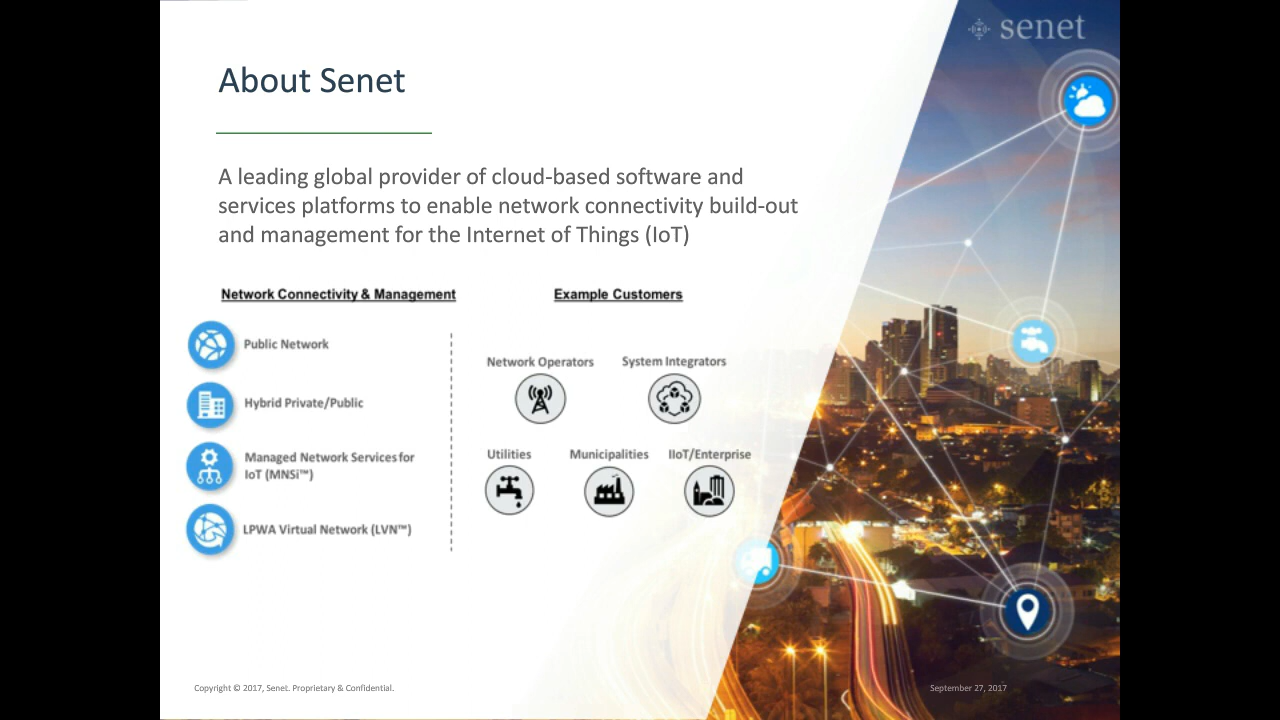 senet
About Senet
A leading global provider of cloud-based software and
services platforms to enable network connectivity build-out
and management for the Internet of Things (IoT)
Network Connectivity & Management
Public Network
Hybrid Private/Public
Managed Network Services for
IoT (MNSi™)
LPWA Virtual Network (LVN™)
Example Customers
Network Operators
System Integrators
Utilities
Municipalities
IIoT/Enterprise
Copyright © 2017, Senet. Proprietary & Confidential.
September 27, 2017